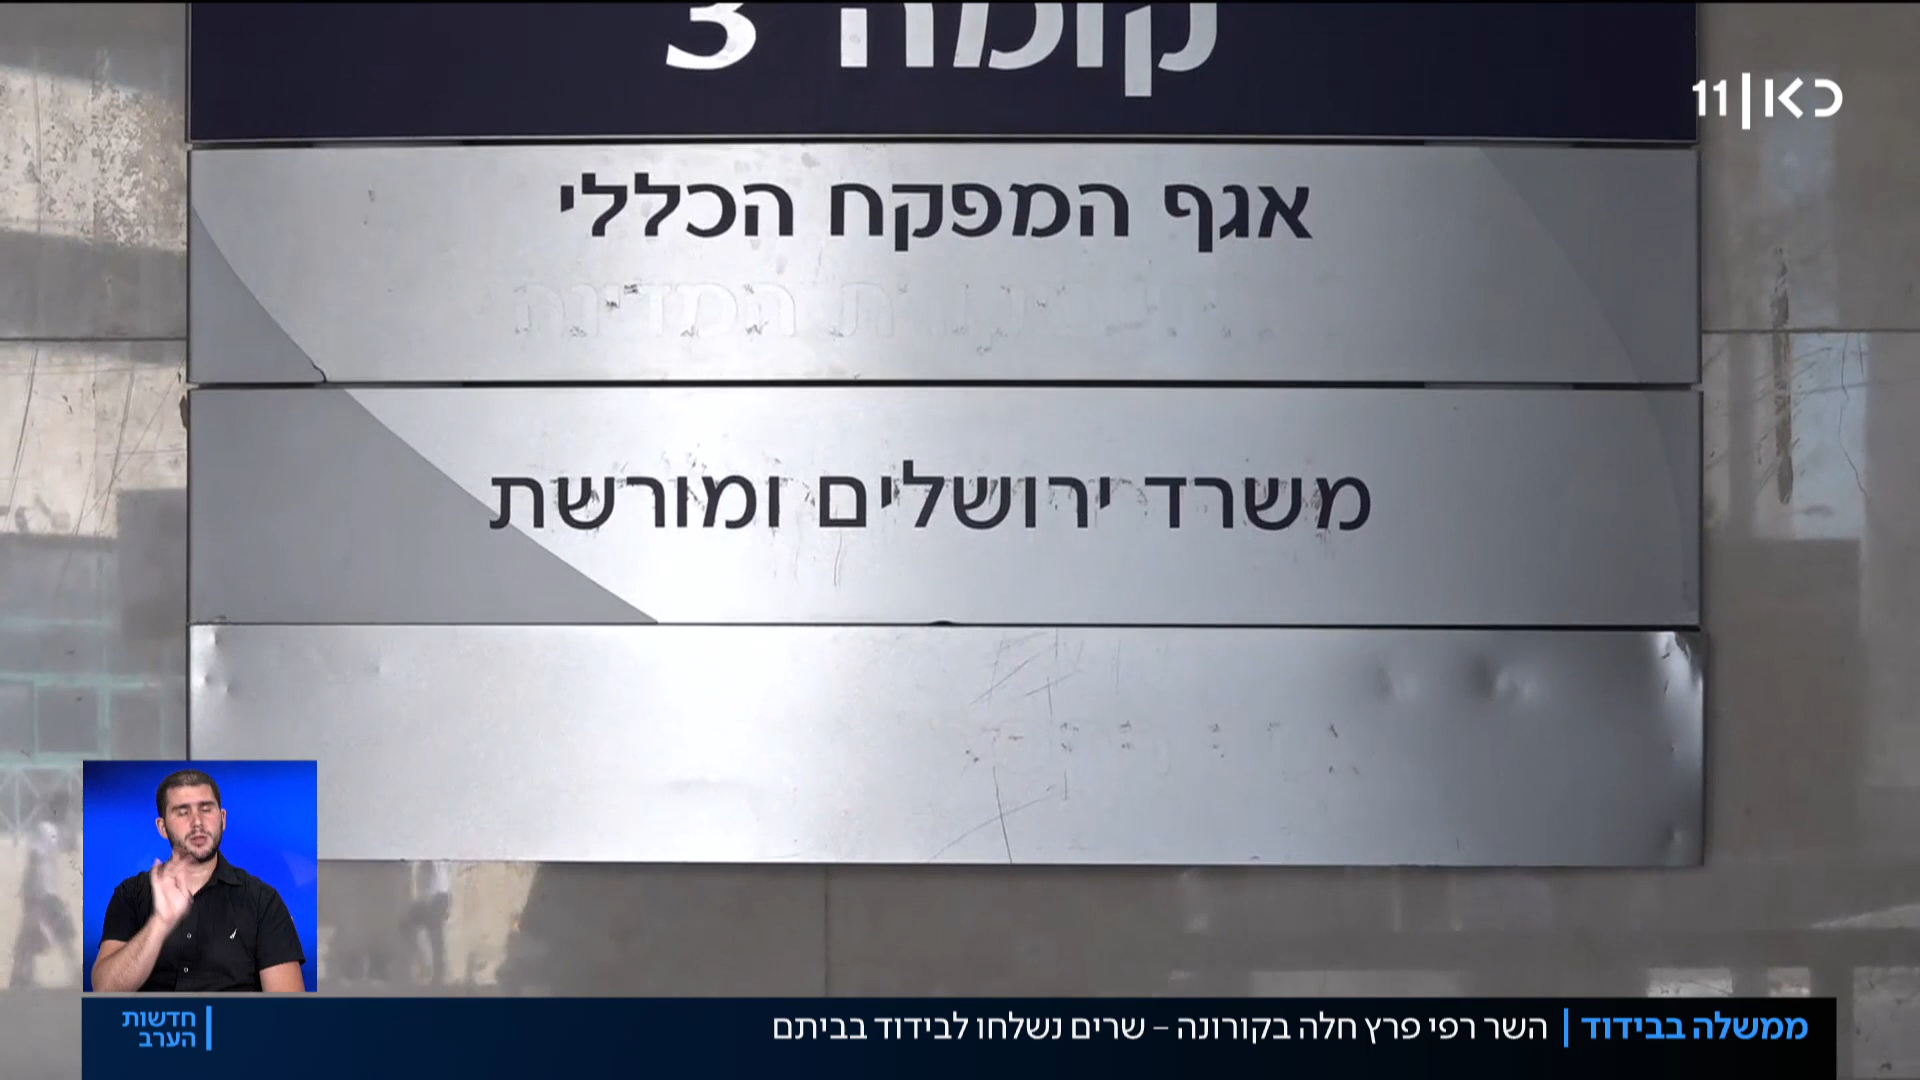 קומה 3
כאן 11
אגף המפקח הכללי
המדינה
משרד ירושלים ומורשת
ממשלה בבידוד | השר רפי פרץ חלה בקורונה – שרים נשלחו לבידוד בביתם
חדשות
הערב